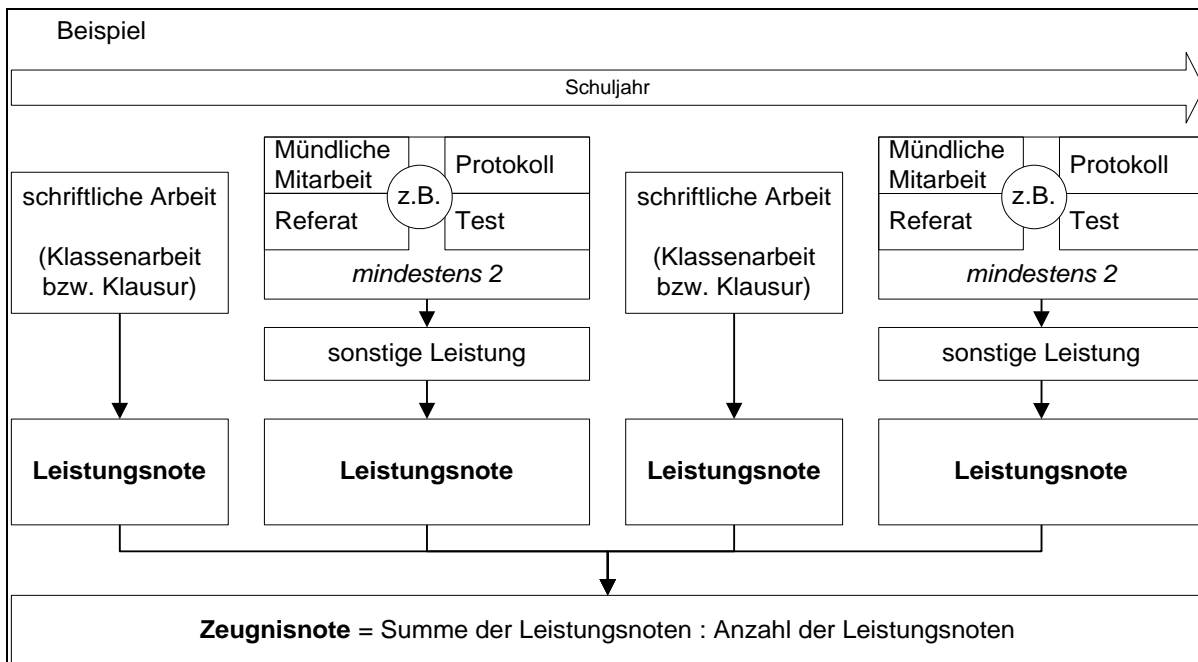 Beispiel
Schuljahr
schriftliche Arbeit
(Klassenarbeit
bzw. Klausur)
Mündliche
Mitarbeit
Protokoll
z.B.
Referat
Test
mindestens 2
sonstige Leistung
schriftliche Arbeit
(Klassenarbeit
bzw. Klausur)
Mündliche
Mitarbeit
Protokoll
z.B.
Referat
Test
mindestens 2
sonstige Leistung
Leistungsnote
Leistungsnote
Leistungsnote
Leistungsnote
Zeugnisnote = Summe der Leistungsnoten : Anzahl der Leistungsnoten